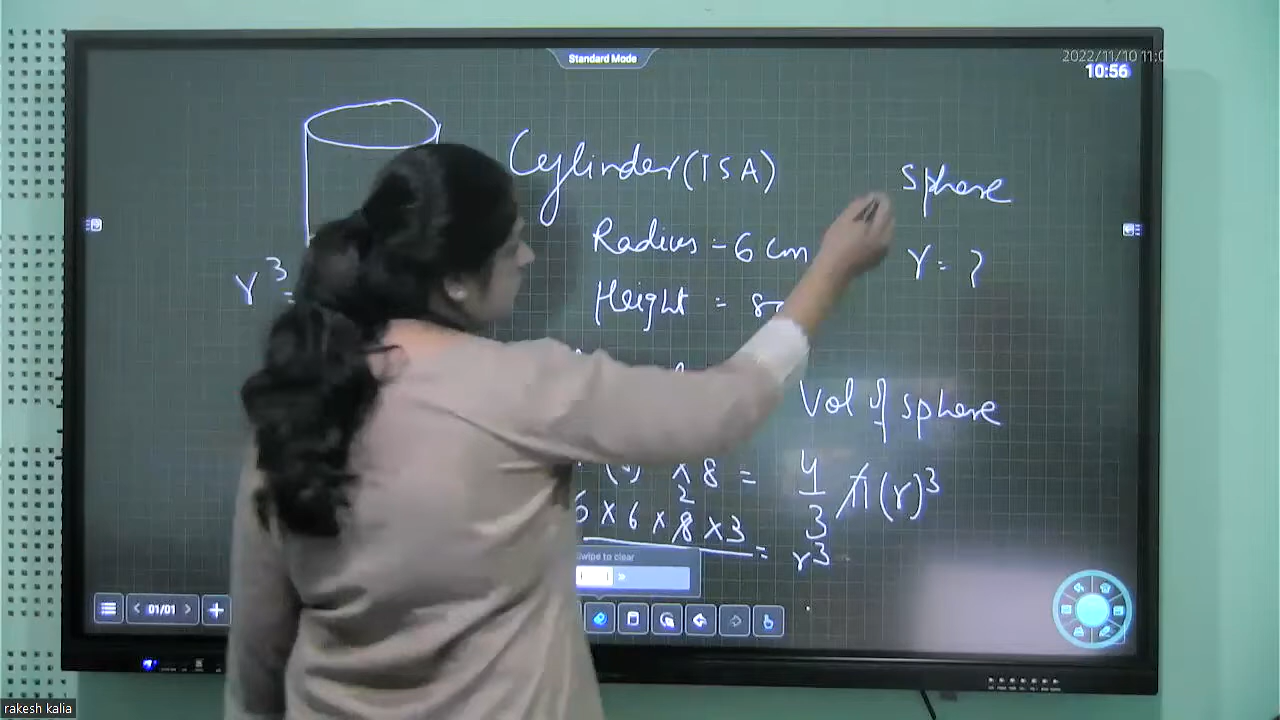 Standard Mode
2022/11/10
10:56
Cylinder (TSA)
Radius = 6 cm
Height = 8
Sphere
r = ?
r³ =
Vol of sphere
× 8 = 4/3 π(r)³
6 × 6 × 8 × 3 = r³
2
Swipe to clear
01/01
rakesh kalia